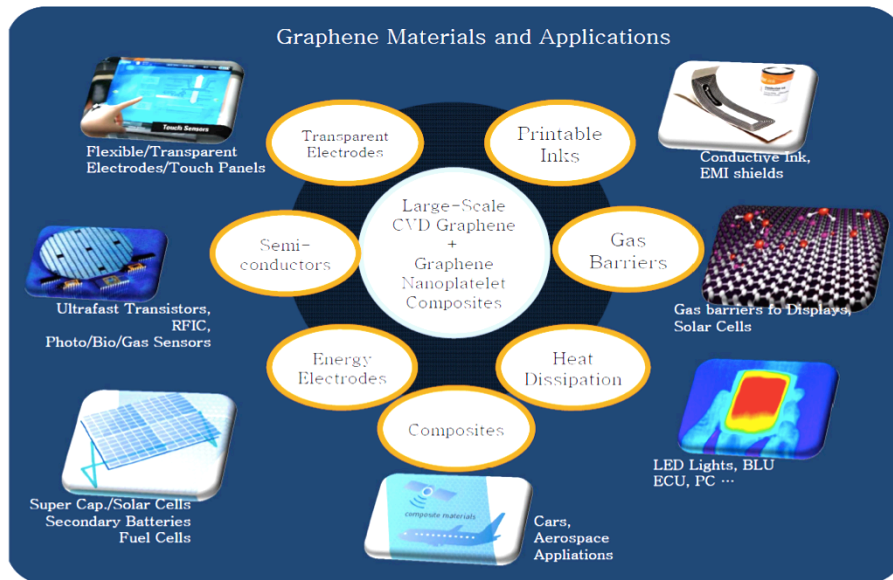 Graphene Materials and Applications
Touch Sensors
Flexible/Transparent
Electrodes/Touch Panels
Transparent
Electrodes
Printable
Inks
Conductive Ink,
EMI shields
Large-Scale
CVD Graphene
+
Graphene
Nanoplatelet
Composites
Semi-
conductors
Gas
Barriers
Ultrafast Transistors,
RFIC,
Photo/Bio/Gas Sensors
Gas barriers fo Displays,
Solar Cells
Energy
Electrodes
Heat
Dissipation
Composites
Super Cap./Solar Cells
Secondary Batteries
Fuel Cells
composite materials
Cars,
Aerospace
Appliations
LED Lights, BLU
ECU, PC ...